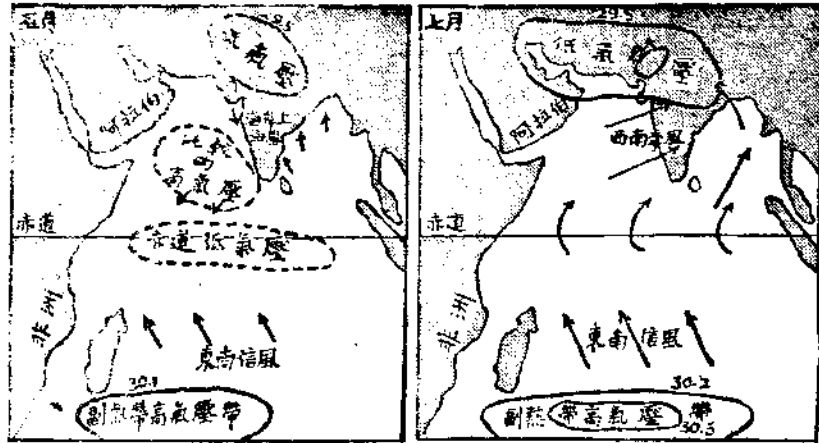 五月
29.5
低氣壓
阿拉伯
海上
比較的
高氣壓
赤道
赤道低氣壓
非洲
東南信風
30.1
副熱帶高氣壓帶
七月
29.5
低氣壓
阿拉伯
西南季風
赤道
非洲
東南信風
30.2
副熱帶高氣壓帶
30.3